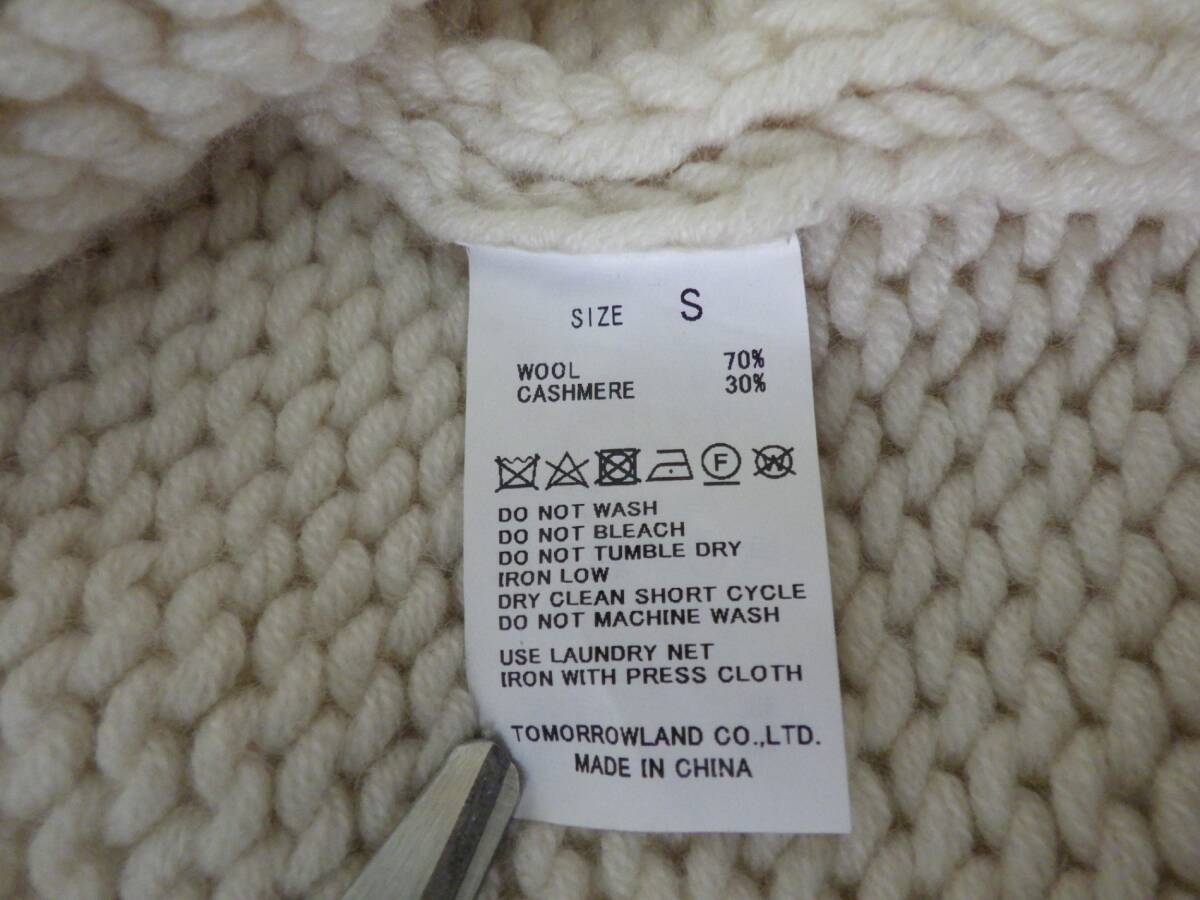 SIZE S
WOOL 70%
CASHMERE 30%
F W
DO NOT WASH
DO NOT BLEACH
DO NOT TUMBLE DRY
IRON LOW
DRY CLEAN SHORT CYCLE
DO NOT MACHINE WASH
USE LAUNDRY NET
IRON WITH PRESS CLOTH
TOMORROWLAND CO.,LTD.
MADE IN CHINA